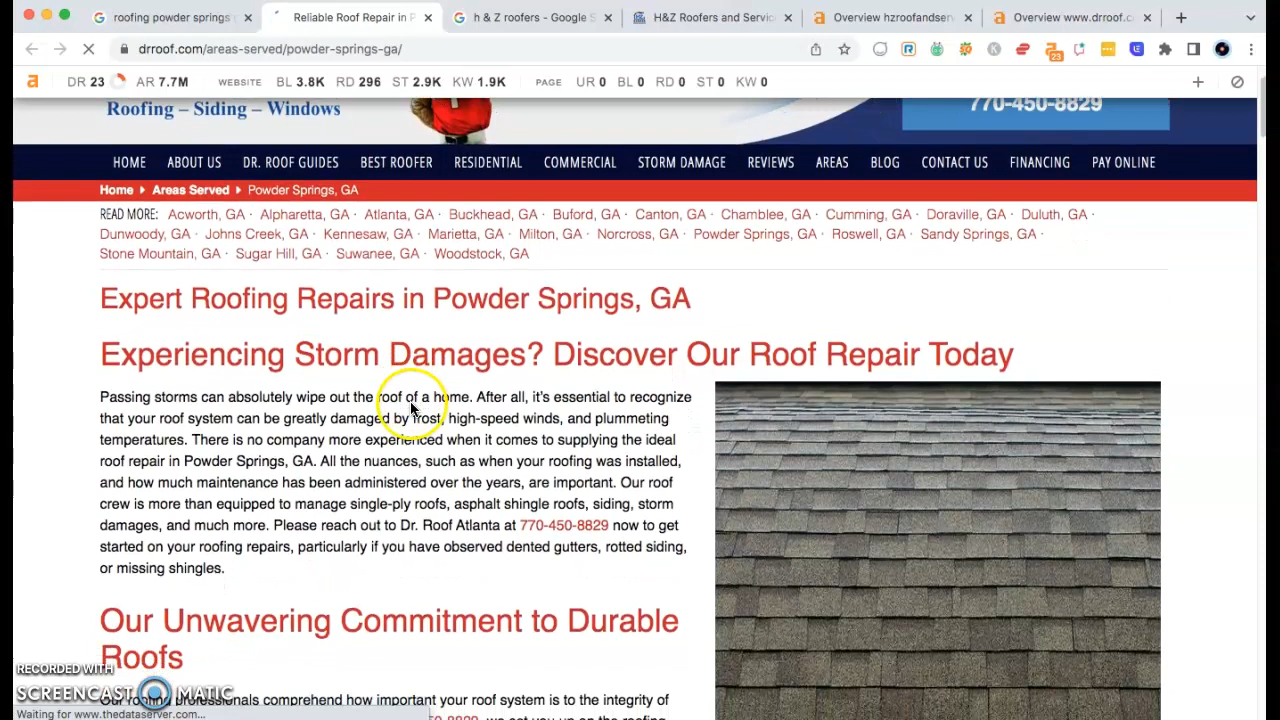 roofing powder springs
Reliable Roof Repair in P
h & Z roofers - Google S
H&Z Roofers and Servic
Overview hzroofandserv
Overview www.drroof.c
drroof.com/areas-served/powder-springs-ga/
23
DR 23 AR 7.7M WEBSITE BL 3.8K RD 296 ST 2.9K KW 1.9K PAGE UR 0 BL 0 RD 0 ST 0 KW 0
Roofing – Siding – Windows
770-450-8829
HOME ABOUT US DR. ROOF GUIDES BEST ROOFER RESIDENTIAL COMMERCIAL STORM DAMAGE REVIEWS AREAS BLOG CONTACT US FINANCING PAY ONLINE
Home Areas Served Powder Springs, GA
READ MORE: Acworth, GA · Alpharetta, GA · Atlanta, GA · Buckhead, GA · Buford, GA · Canton, GA · Chamblee, GA · Cumming, GA · Doraville, GA · Duluth, GA ·
Dunwoody, GA · Johns Creek, GA · Kennesaw, GA · Marietta, GA · Milton, GA · Norcross, GA · Powder Springs, GA · Roswell, GA · Sandy Springs, GA ·
Stone Mountain, GA · Sugar Hill, GA · Suwanee, GA · Woodstock, GA
Expert Roofing Repairs in Powder Springs, GA
Experiencing Storm Damages? Discover Our Roof Repair Today
Passing storms can absolutely wipe out the roof of a home. After all, it's essential to recognize
that your roof system can be greatly damaged by frost, high-speed winds, and plummeting
temperatures. There is no company more experienced when it comes to supplying the ideal
roof repair in Powder Springs, GA. All the nuances, such as when your roofing was installed,
and how much maintenance has been administered over the years, are important. Our roof
crew is more than equipped to manage single-ply roofs, asphalt shingle roofs, siding, storm
damages, and much more. Please reach out to Dr. Roof Atlanta at 770-450-8829 now to get
started on your roofing repairs, particularly if you have observed dented gutters, rotted siding,
or missing shingles.
Our Unwavering Commitment to Durable
Roofs
RECORDED WITH
SCREENCAST MATIC
Our roofing professionals comprehend how important your roof system is to the integrity of
Waiting for www.thedataserver.com...